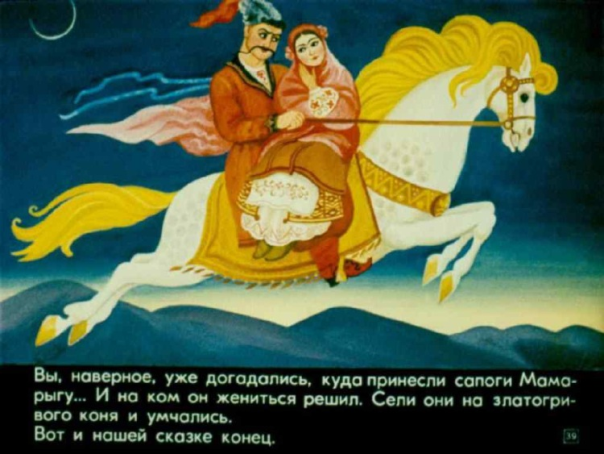 Вы, наверное, уже догадались, куда принесли сапоги Мама-
рыгу... И на ком он жениться решил. Сели они на златогри-
вого коня и умчались.
Вот и нашей сказке конец.
39